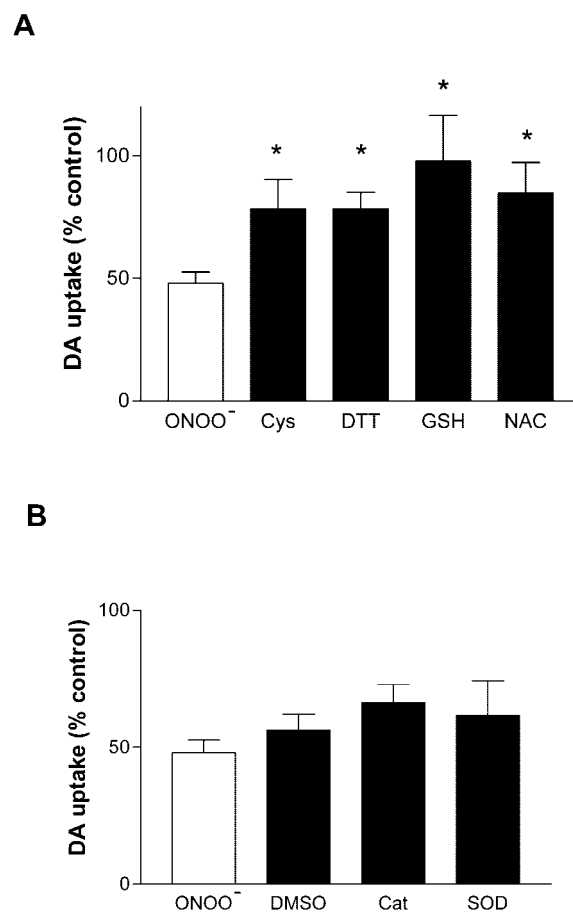 A
DA uptake (% control)
* * * *
100
50
0
ONOO⁻ Cys DTT GSH NAC
B
DA uptake (% control)
100
50
0
ONOO⁻ DMSO Cat SOD